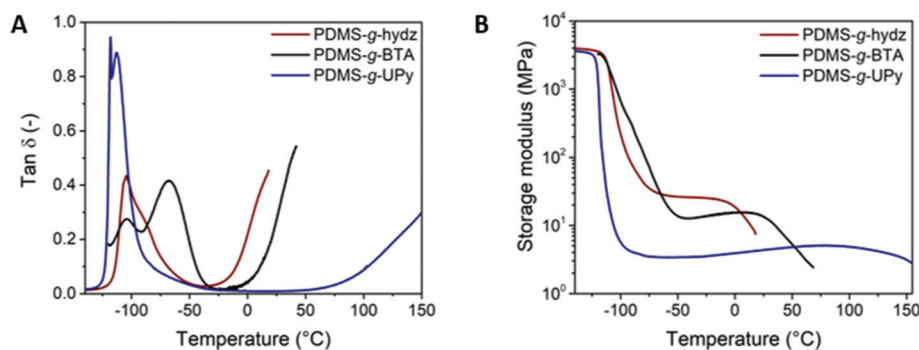 A
1.0
0.8
0.6
0.4
0.2
0.0
Tan δ (-)
PDMS-g-hydz
PDMS-g-BTA
PDMS-g-UPy
-100 -50 0 50 100 150
Temperature (°C)
B
10⁴
10³
10²
10¹
10⁰
Storage modulus (MPa)
PDMS-g-hydz
PDMS-g-BTA
PDMS-g-UPy
-100 -50 0 50 100 150
Temperature (°C)